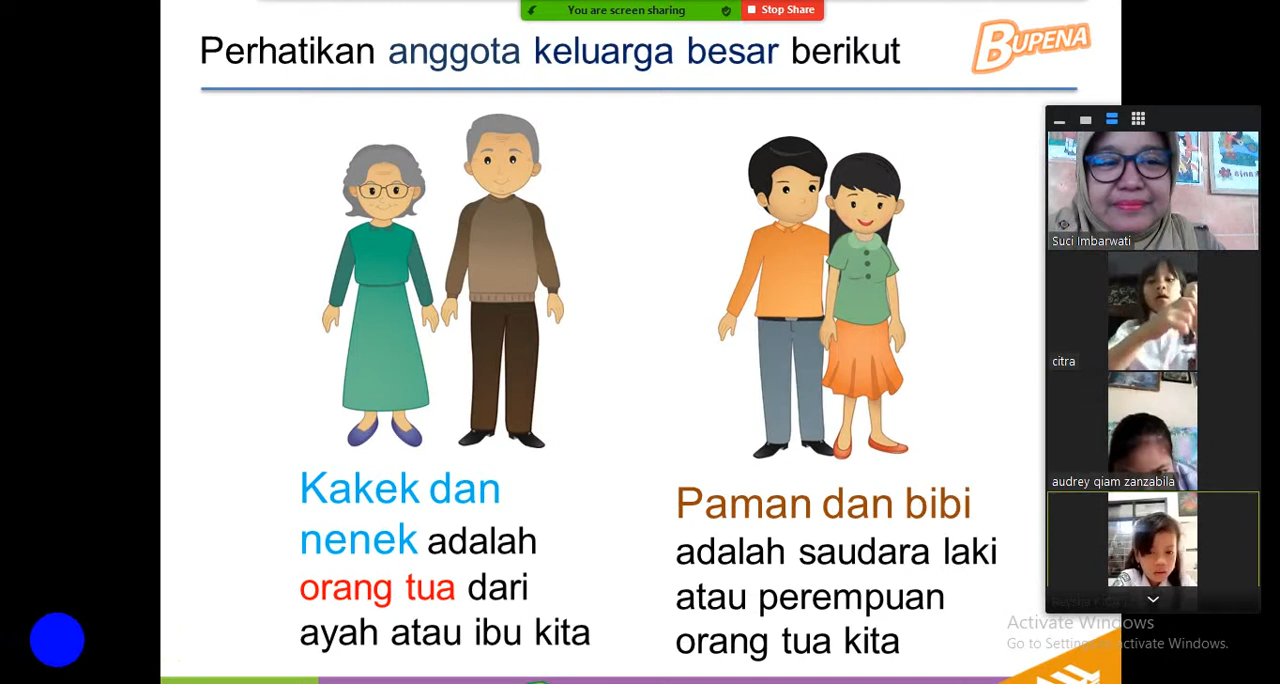 You are screen sharing
Stop Share
Perhatikan anggota keluarga besar berikut
BUPENA
Suci Imbarwati
citra
audrey qiam zanzabila
Kakek dan
nenek adalah
orang tua dari
ayah atau ibu kita
Paman dan bibi
adalah saudara laki
atau perempuan
orang tua kita
Activate Windows
Go to Settings to activate Windows.